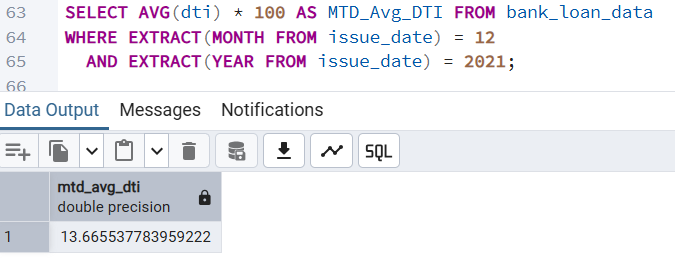 63 SELECT AVG(dti) * 100 AS MTD_Avg_DTI FROM bank_loan_data
64 WHERE EXTRACT(MONTH FROM issue_date) = 12
65 AND EXTRACT(YEAR FROM issue_date) = 2021;
66
Data Output Messages Notifications
SQL
mtd_avg_dti
double precision
1 13.665537783959222